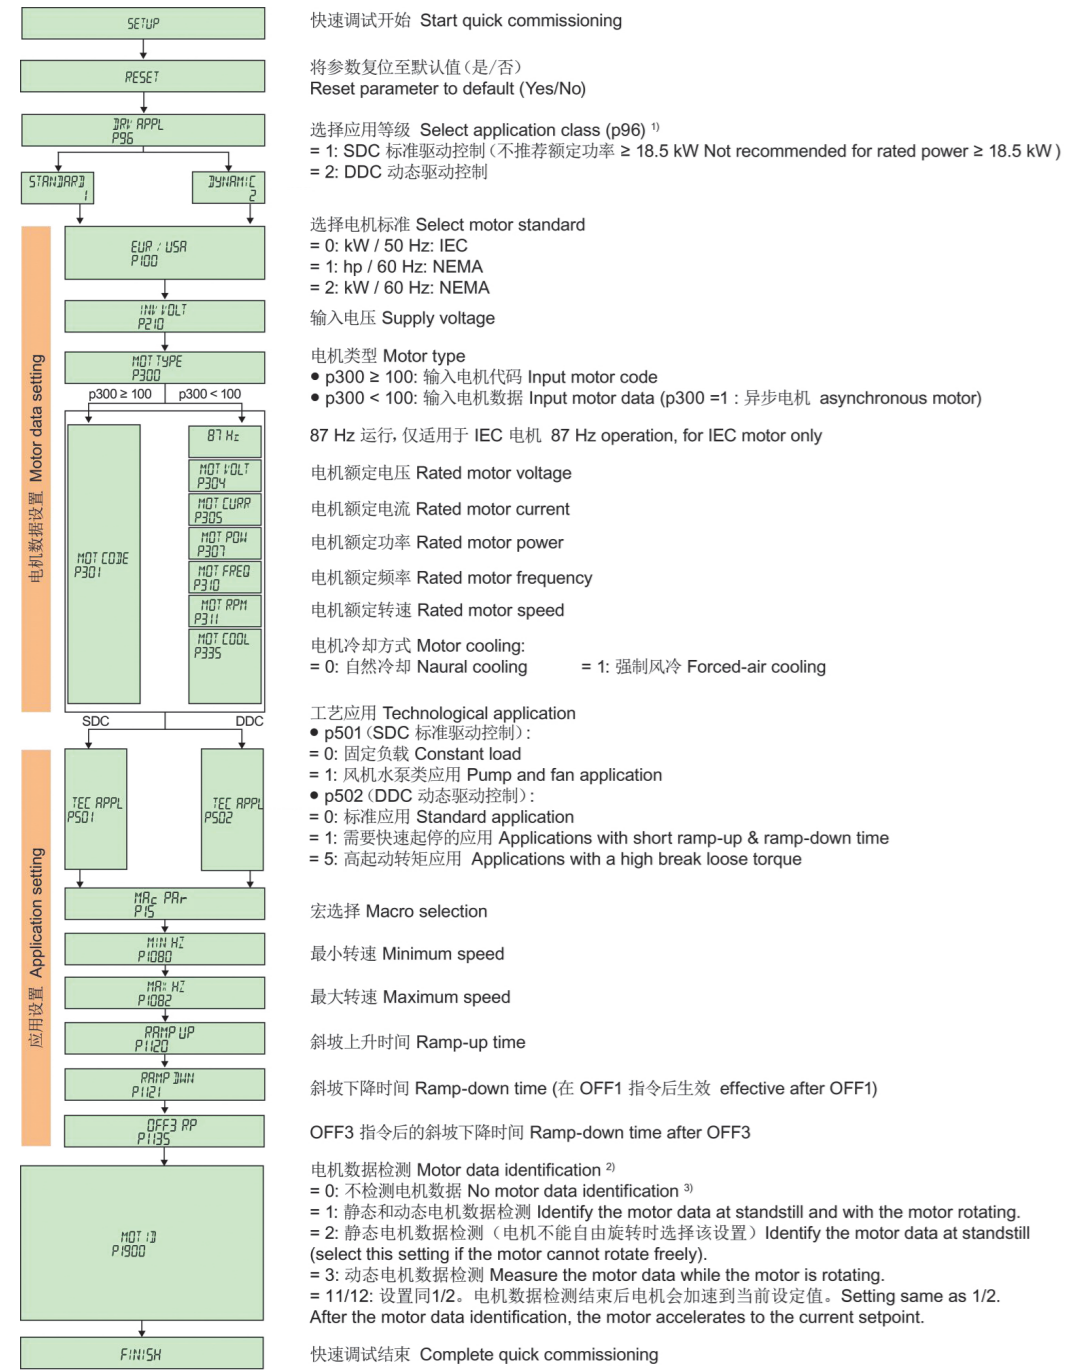 SETUP
快速调试开始 Start quick commissioning
RESET
将参数复位至默认值（是/否）
Reset parameter to default (Yes/No)
DRV APPL
P96
选择应用等级 Select application class (p96) 1)
= 1: SDC 标准驱动控制（不推荐额定功率 ≥ 18.5 kW Not recommended for rated power ≥ 18.5 kW )
= 2: DDC 动态驱动控制
STANDARD
1
DYNAMIC
2
电机数据设置 Motor data setting
EUR / USA
P100
选择电机标准 Select motor standard
= 0: kW / 50 Hz: IEC
= 1: hp / 60 Hz: NEMA
= 2: kW / 60 Hz: NEMA
INV VOLT
P210
输入电压 Supply voltage
MOT TYPE
P300
电机类型 Motor type
● p300 ≥ 100: 输入电机代码 Input motor code
● p300 < 100: 输入电机数据 Input motor data (p300 =1 : 异步电机 asynchronous motor)
p300 ≥ 100
p300 < 100
MOT CODE
P301
87 Hz
87 Hz 运行, 仅适用于 IEC 电机 87 Hz operation, for IEC motor only
MOT VOLT
P304
电机额定电压 Rated motor voltage
MOT CURR
P305
电机额定电流 Rated motor current
MOT POW
P307
电机额定功率 Rated motor power
MOT FREQ
P310
电机额定频率 Rated motor frequency
MOT RPM
P311
电机额定转速 Rated motor speed
MOT COOL
P335
电机冷却方式 Motor cooling:
= 0: 自然冷却 Naural cooling = 1: 强制风冷 Forced-air cooling
SDC
DDC
应用设置 Application setting
TEC APPL
P501
TEC APPL
P502
工艺应用 Technological application
● p501（SDC 标准驱动控制）:
= 0: 固定负载 Constant load
= 1: 风机水泵类应用 Pump and fan application
● p502（DDC 动态驱动控制）:
= 0: 标准应用 Standard application
= 1: 需要快速起停的应用 Applications with short ramp-up & ramp-down time
= 5: 高起动转矩应用 Applications with a high break loose torque
MAc PAr
P15
宏选择 Macro selection
MIN HZ
P1080
最小转速 Minimum speed
MAX HZ
P1082
最大转速 Maximum speed
RAMP UP
P1120
斜坡上升时间 Ramp-up time
RAMP DWN
P1121
斜坡下降时间 Ramp-down time (在 OFF1 指令后生效 effective after OFF1)
OFF3 RP
P1135
OFF3 指令后的斜坡下降时间 Ramp-down time after OFF3
MOT ID
P1900
电机数据检测 Motor data identification 2)
= 0: 不检测电机数据 No motor data identification 3)
= 1: 静态和动态电机数据检测 Identify the motor data at standstill and with the motor rotating.
= 2: 静态电机数据检测（电机不能自由旋转时选择该设置）Identify the motor data at standstill
(select this setting if the motor cannot rotate freely).
= 3: 动态电机数据检测 Measure the motor data while the motor is rotating.
= 11/12: 设置同1/2。电机数据检测结束后电机会加速到当前设定值。Setting same as 1/2.
After the motor data identification, the motor accelerates to the current setpoint.
FINISH
快速调试结束 Complete quick commissioning